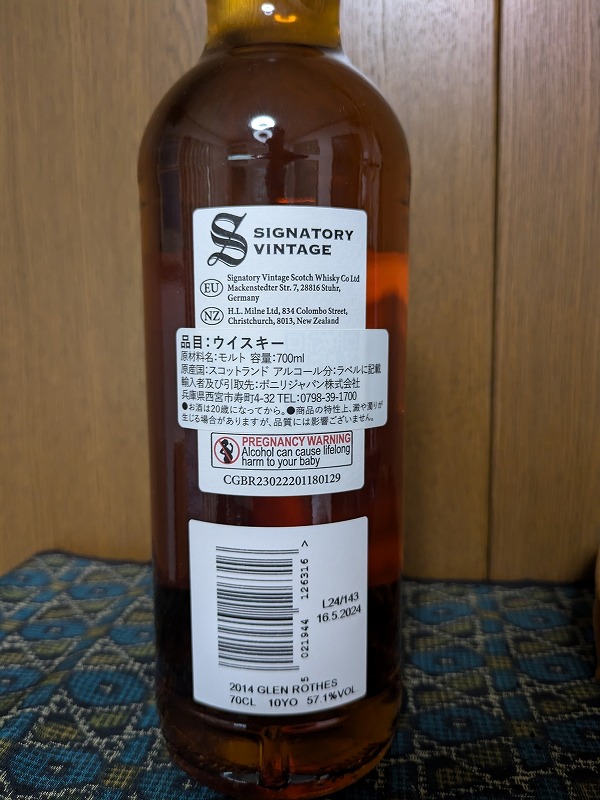 S SIGNATORY
VINTAGE
EU Signatory Vintage Scotch Whisky Co Ltd
Mackenstedter Str. 7, 28816 Stuhr,
Germany
NZ H.L. Milne Ltd, 834 Colombo Street,
Christchurch, 8013, New Zealand
品目:ウイスキー
原材料名:モルト 容量:700ml
原産国:スコットランド アルコール分:ラベルに記載
輸入者及び引取先:ボニリジャパン株式会社
兵庫県西宮市寿町4-32 TEL:0798-39-1700
●お酒は20歳になってから。●商品の特性上、澱や濁りが
生じる場合がありますが、品質には影響ございません。
PREGNANCY WARNING
Alcohol can cause lifelong
harm to your baby
CGBR23022201180129
5 021944 126316 >
L24/143
16.5.2024
2014 GLEN ROTHES
70CL 10YO 57.1%VOL